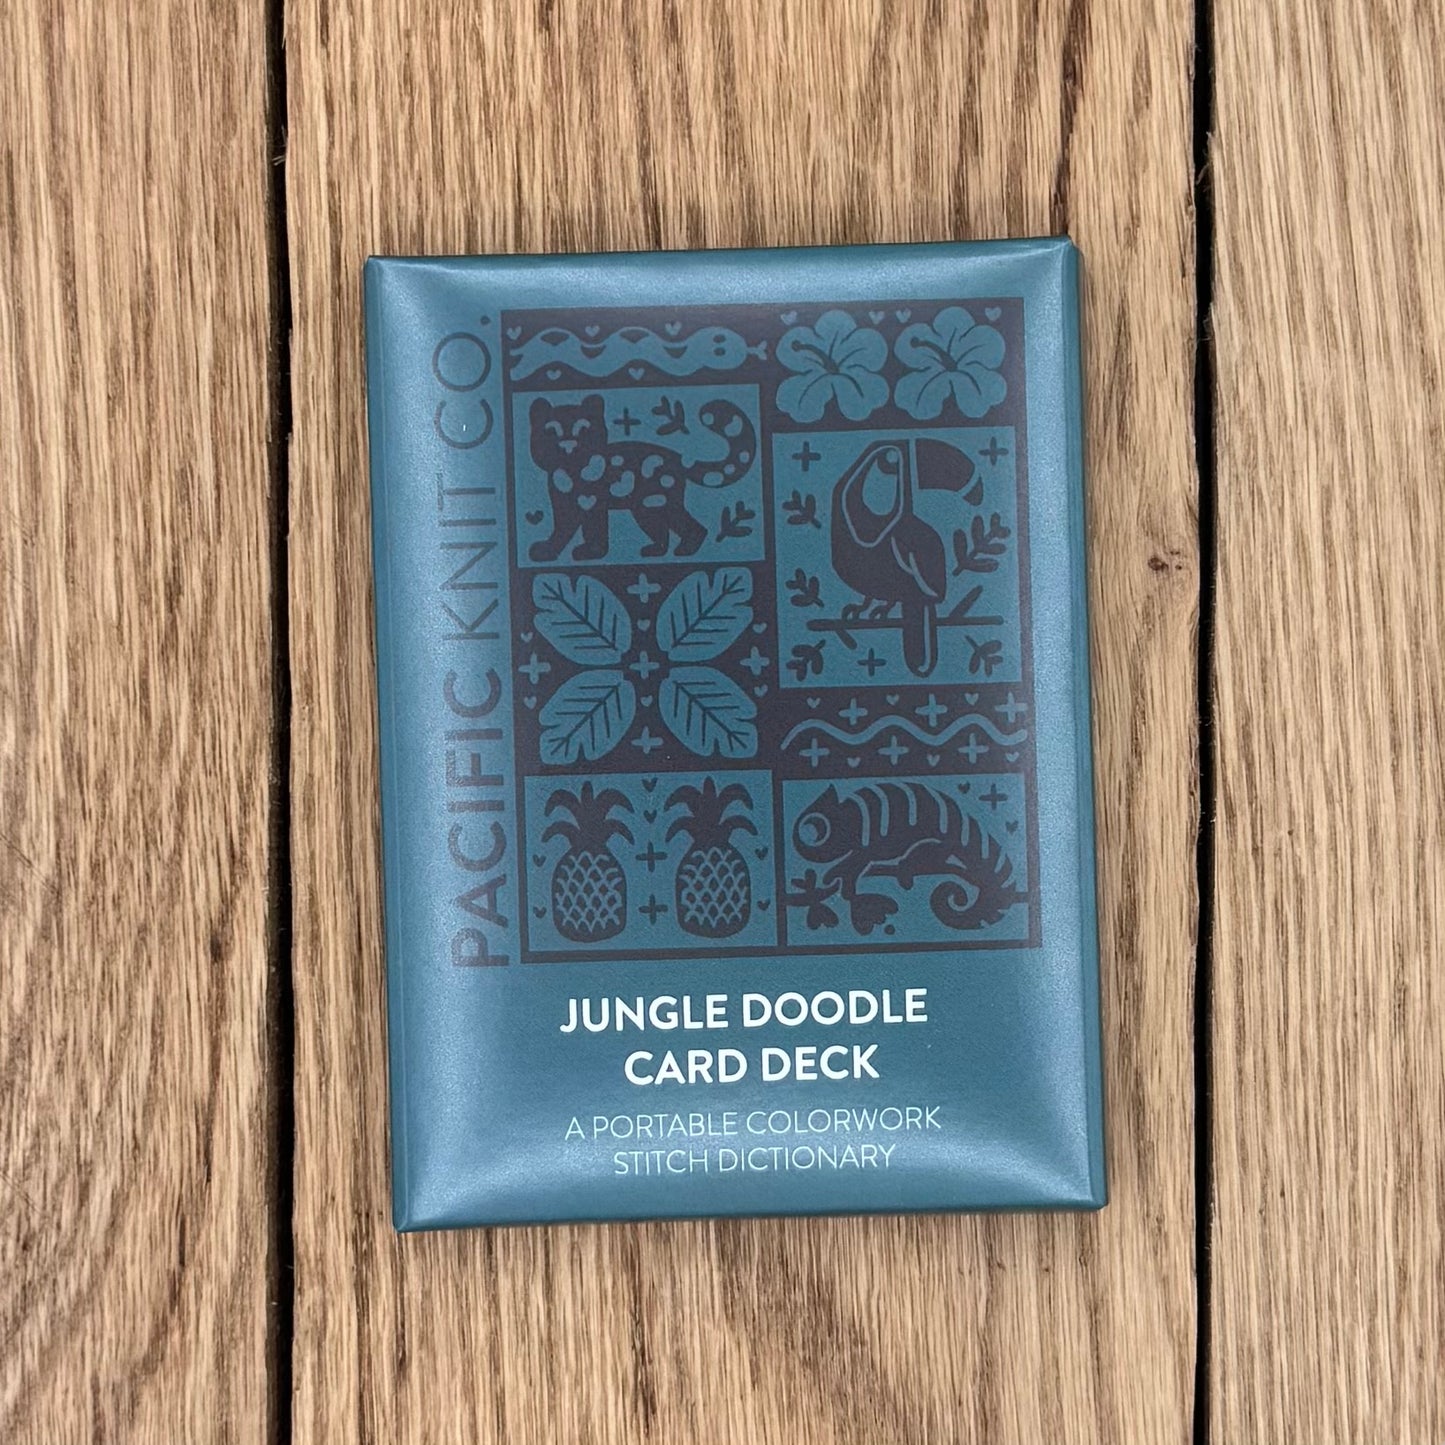 PACIFIC KNIT CO.
JUNGLE DOODLE
CARD DECK
A PORTABLE COLORWORK
STITCH DICTIONARY